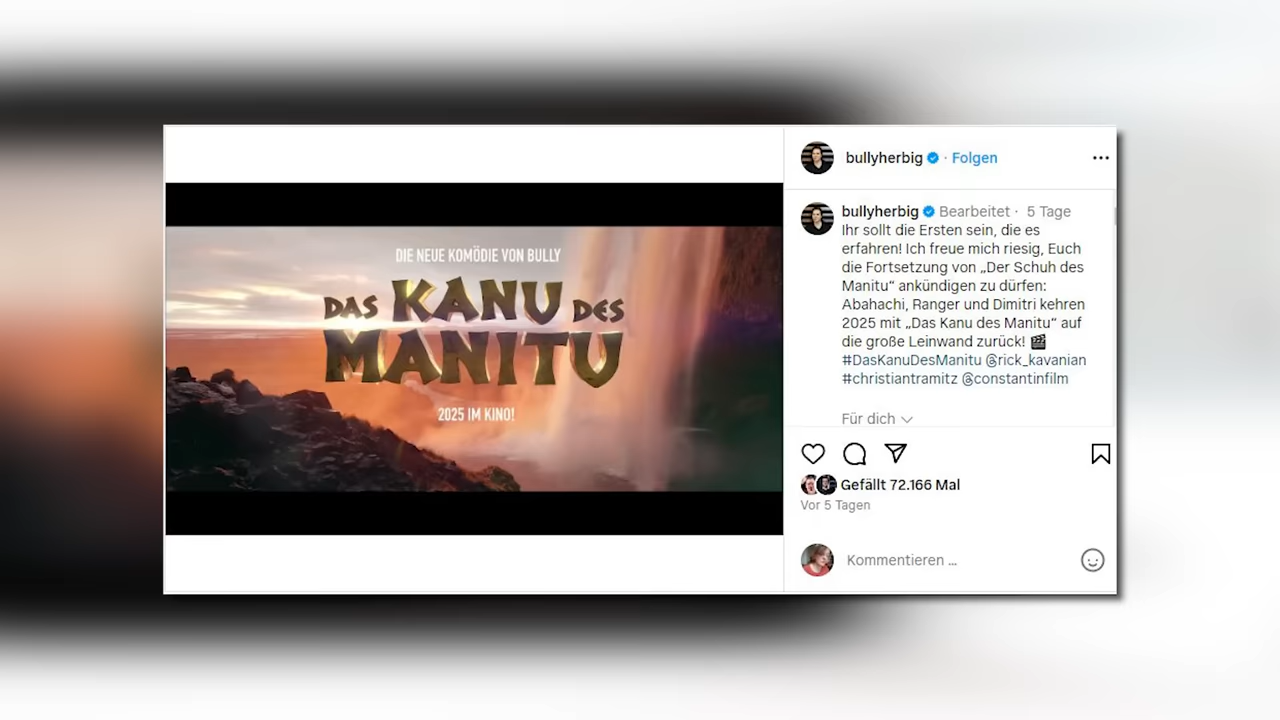 DIE NEUE KOMÖDIE VON BULLY
DAS KANU DES
MANITU
2025 IM KINO!
bullyherbig · Folgen
bullyherbig Bearbeitet · 5 Tage
Ihr sollt die Ersten sein, die es
erfahren! Ich freue mich riesig, Euch
die Fortsetzung von „Der Schuh des
Manitu“ ankündigen zu dürfen:
Abahachi, Ranger und Dimitri kehren
2025 mit „Das Kanu des Manitu“ auf
die große Leinwand zurück! 🎬
#DasKanuDesManitu @rick_kavanian
#christiantramitz @constantinfilm
Für dich
Gefällt 72.166 Mal
Vor 5 Tagen
Kommentieren ...